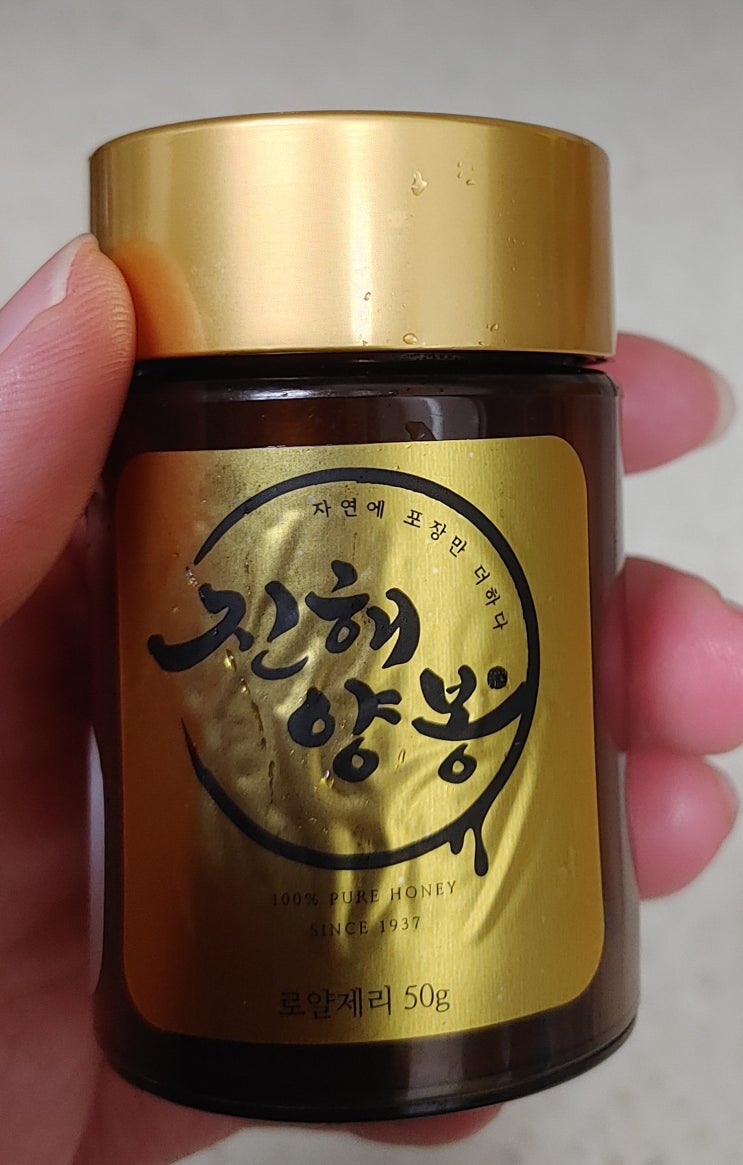 자연에 포장만 더하다
진해
양봉
100% PURE HONEY
SINCE 1937
로얄제리 50g